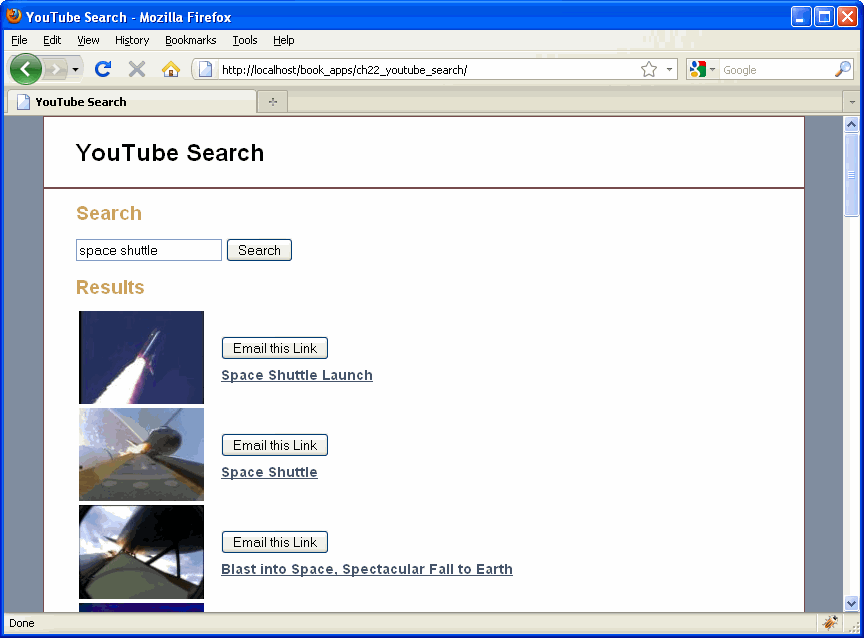 YouTube Search - Mozilla Firefox
File Edit View History Bookmarks Tools Help
http://localhost/book_apps/ch22_youtube_search/ Google
YouTube Search
YouTube Search
Search
space shuttle Search
Results
Email this Link
Space Shuttle Launch
Email this Link
Space Shuttle
Email this Link
Blast into Space, Spectacular Fall to Earth
Done